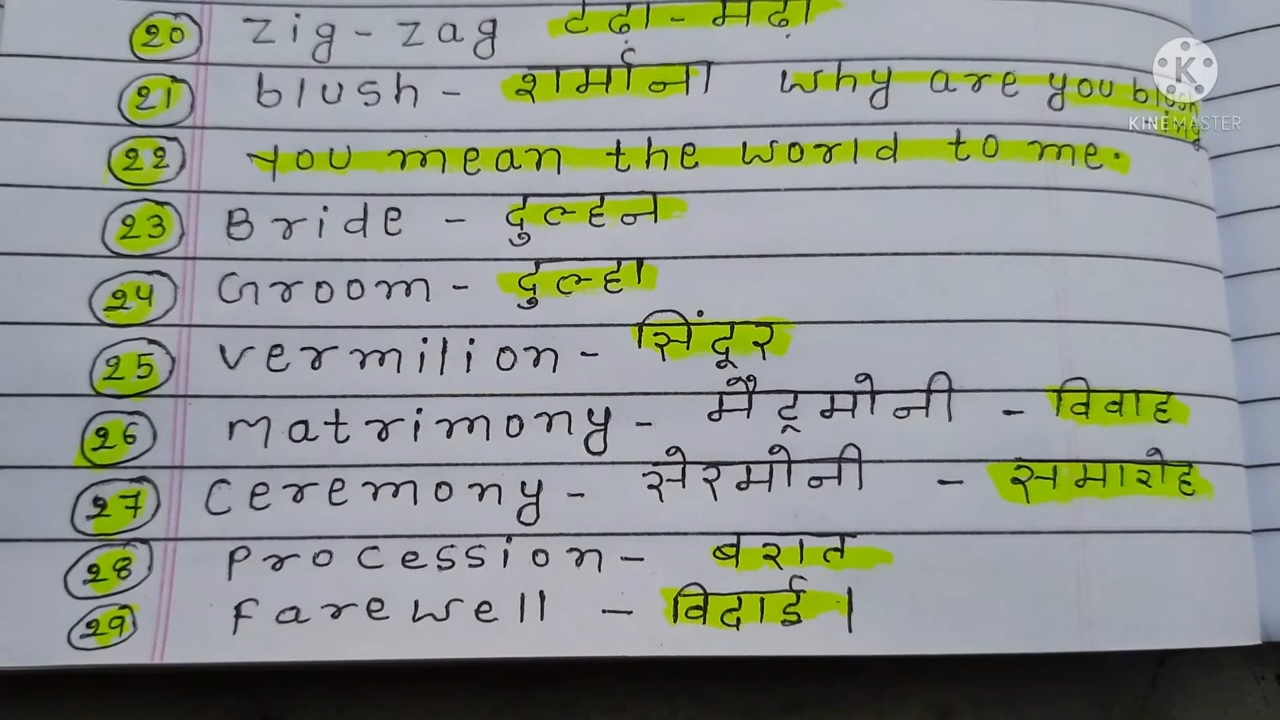 20 zig-zag टेढ़ा-मेढ़ा
21 blush - शर्माना why are you blushing
22 You mean the world to me.
23 Bride - दुल्हन
24 Groom - दुल्हा
25 vermilion - सिंदूर
26 Matrimony - मैट्रमोनी - विवाह
27 Ceremony - सेरमोनी - समारोह
28 Procession - बरात
29 Farewell - विदाई।
K
KINEMASTER